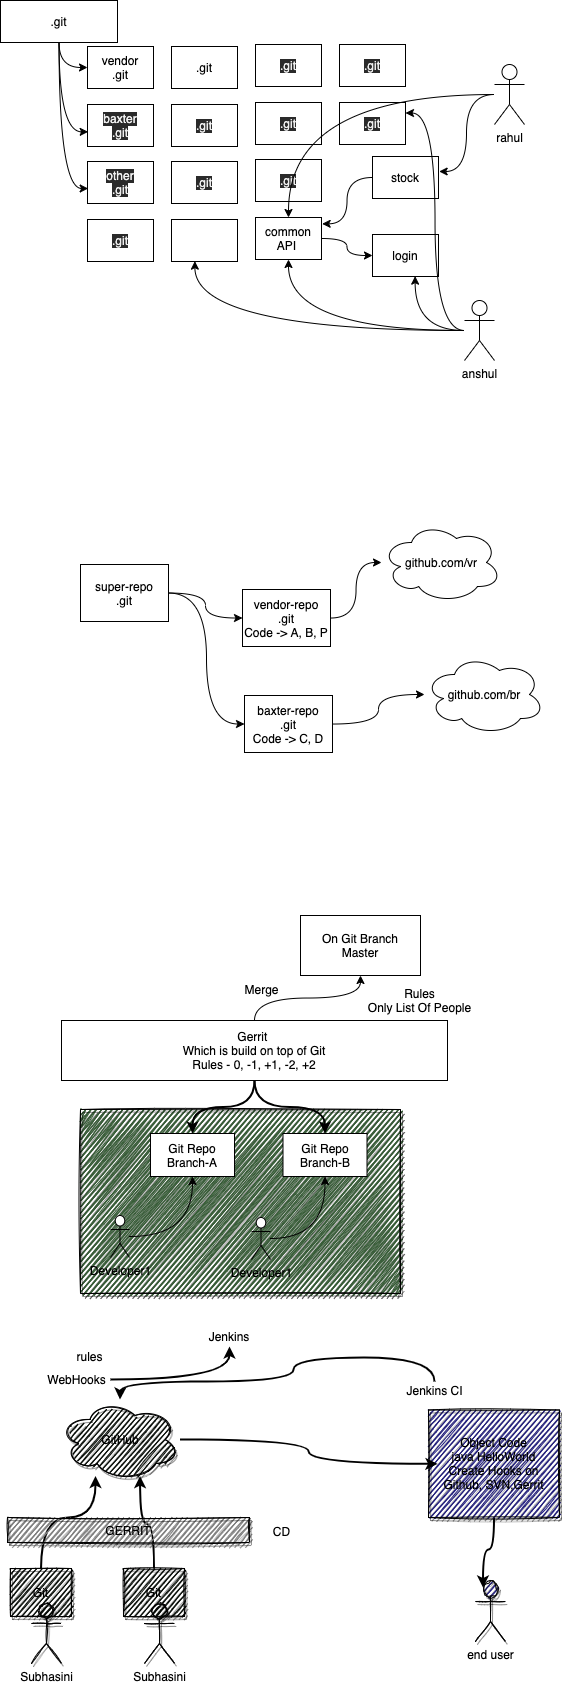 .git
vendor
.git
.git
.git
.git
baxter
.git
.git
.git
.git
rahul
other
.git
.git
.git
stock
.git
common
API
login
anshul
super-repo
.git
github.com/vr
vendor-repo
.git
Code -> A, B, P
github.com/br
baxter-repo
.git
Code -> C, D
On Git Branch
Master
Merge
Rules
Only List Of People
Gerrit
Which is build on top of Git
Rules - 0, -1, +1, -2, +2
Git Repo
Branch-A
Git Repo
Branch-B
Developer1
Developer1
Jenkins
rules
WebHooks
Jenkins CI
GitHub
Object Code
java HelloWorld
Create Hooks on
Github, SVN.Gerrit
GERRIT
CD
Git
Git
Subhasini
Subhasini
end user